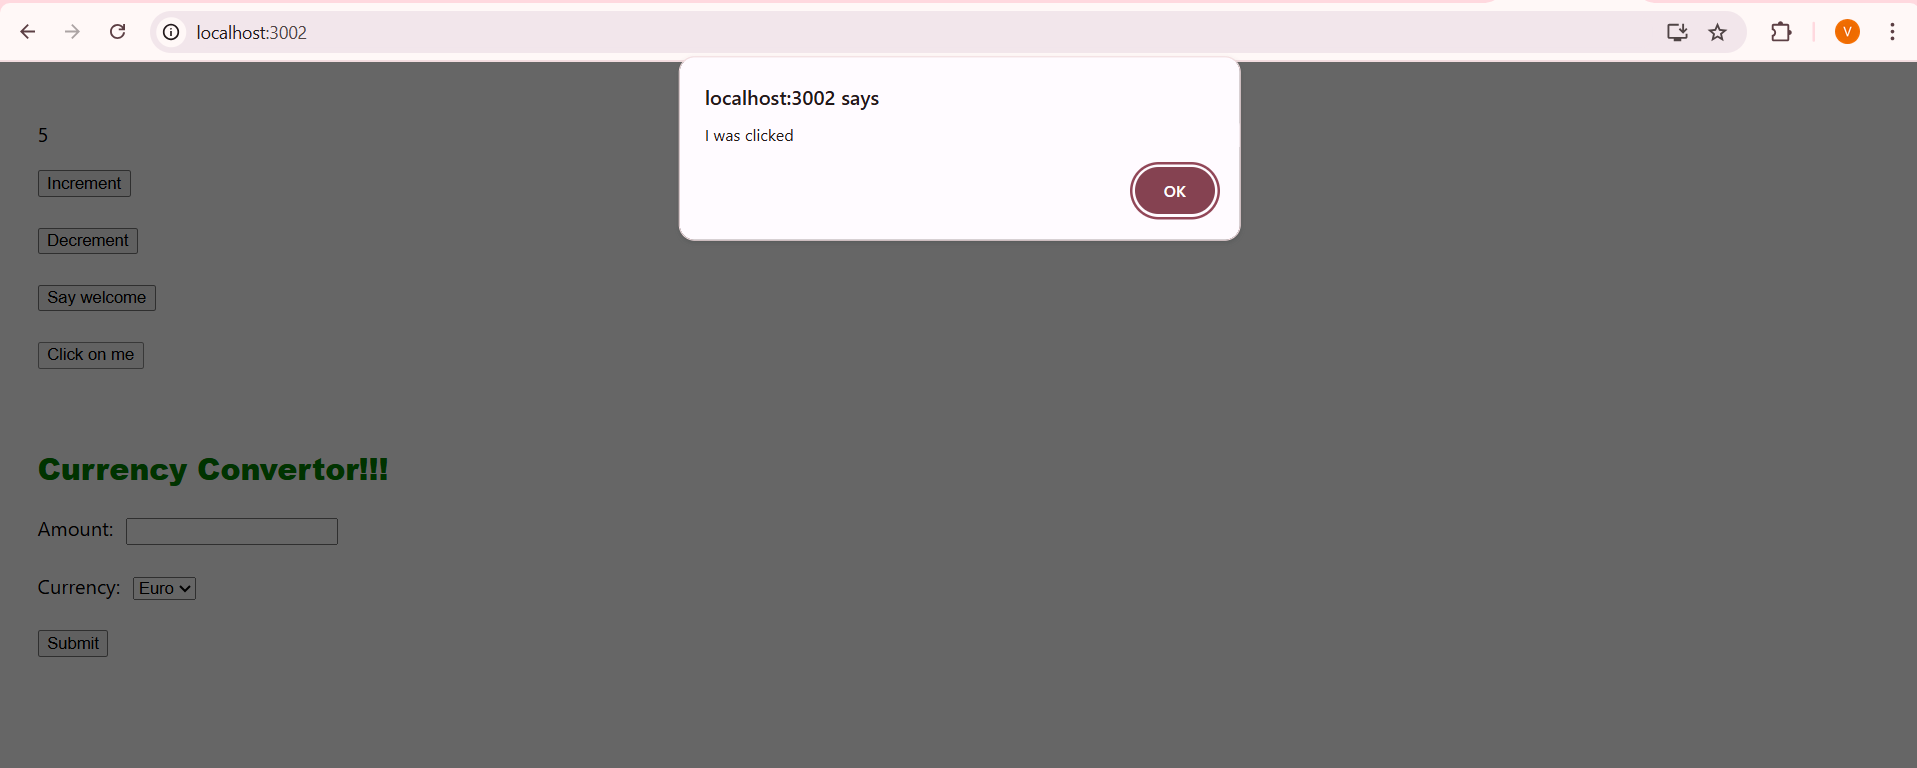 localhost:3002
V
localhost:3002 says
I was clicked
OK
5
Increment
Decrement
Say welcome
Click on me
Currency Convertor!!!
Amount:
Currency: Euro
Submit